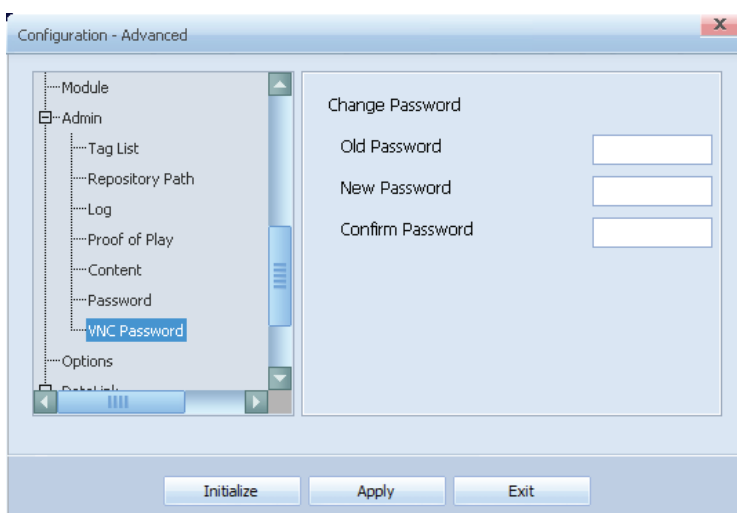 Configuration - Advanced
x
Module
Admin
Tag List
Repository Path
Log
Proof of Play
Content
Password
VNC Password
Options
DataLink
Change Password
Old Password
New Password
Confirm Password
Initialize
Apply
Exit